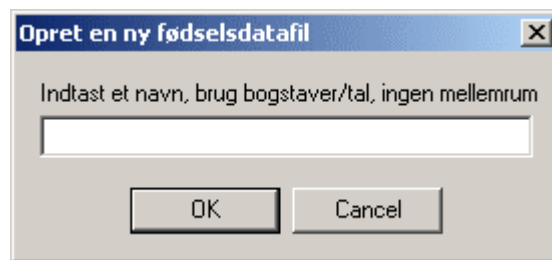 Opret en ny fødselsdatafil
Indtast et navn, brug bogstaver/tal, ingen mellemrum
OK
Cancel